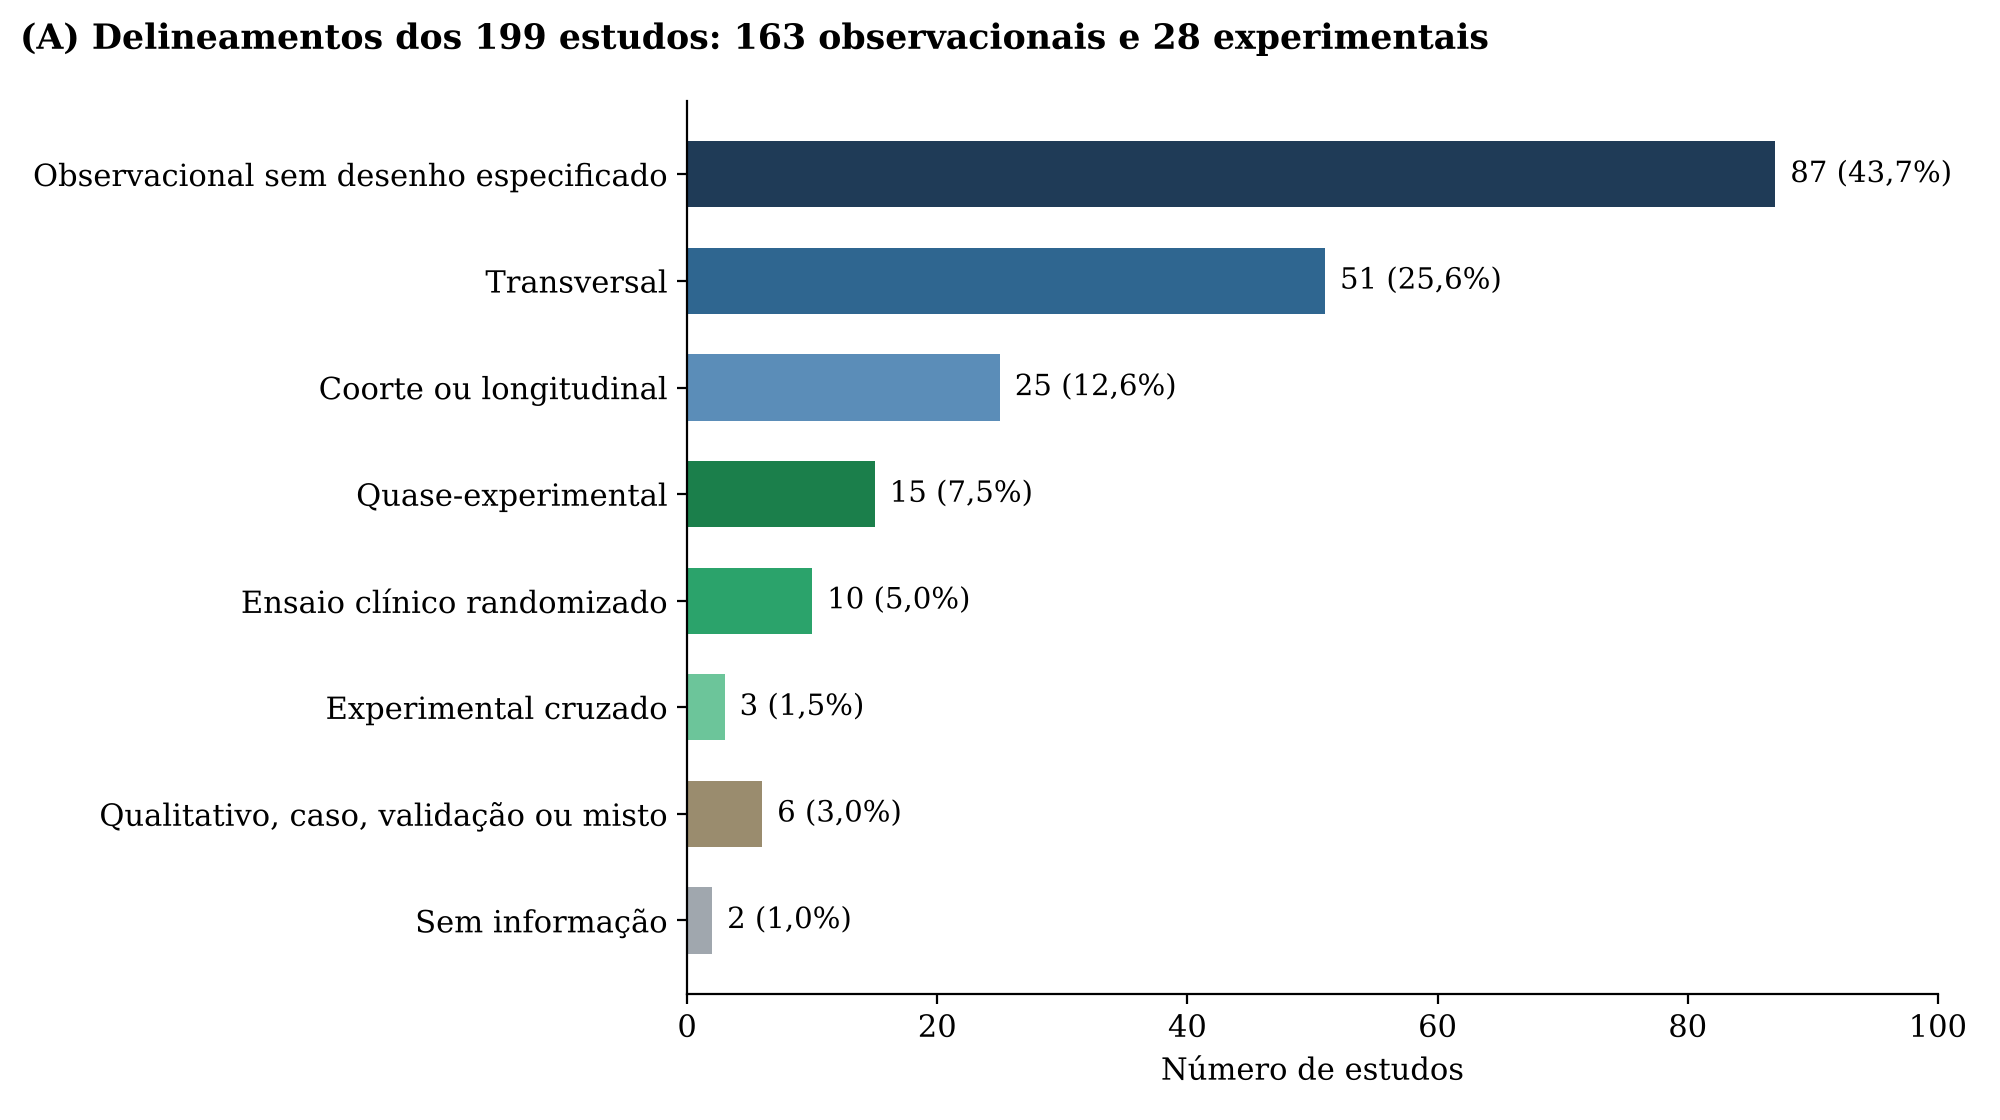 (A) Delineamentos dos 199 estudos: 163 observacionais e 28 experimentais
Observacional sem desenho especificado
87 (43,7%)
Transversal
51 (25,6%)
Coorte ou longitudinal
25 (12,6%)
Quase-experimental
15 (7,5%)
Ensaio clínico randomizado
10 (5,0%)
Experimental cruzado
3 (1,5%)
Qualitativo, caso, validação ou misto
6 (3,0%)
Sem informação
2 (1,0%)
0 20 40 60 80 100
Número de estudos